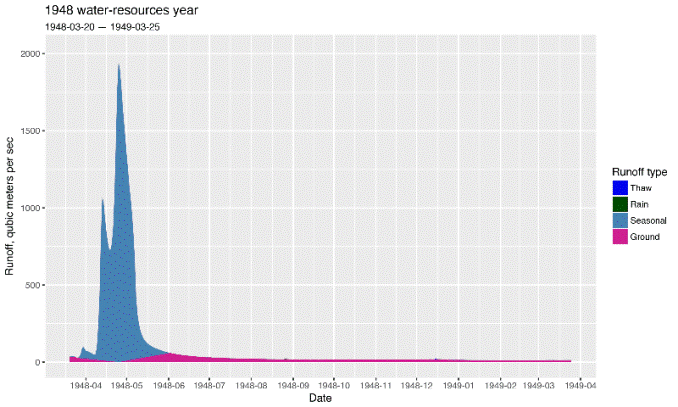 1948 water-resources year
1948-03-20 — 1949-03-25
2000
1500
1000
500
0
Runoff, qubic meters per sec
1948-04 1948-05 1948-06 1948-07 1948-08 1948-09 1948-10 1948-11 1948-12 1949-01 1949-02 1949-03 1949-04
Date
Runoff type
Thaw
Rain
Seasonal
Ground